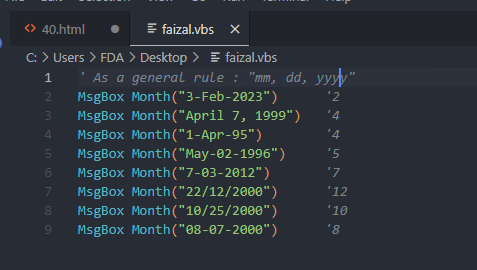 40.html
faizal.vbs
C: > Users > FDA > Desktop > faizal.vbs
1 ' As a general rule : "mm, dd, yyyy"
2 MsgBox Month("3-Feb-2023") '2
3 MsgBox Month("April 7, 1999") '4
4 MsgBox Month("1-Apr-95") '4
5 MsgBox Month("May-02-1996") '5
6 MsgBox Month("7-03-2012") '7
7 MsgBox Month("22/12/2000") '12
8 MsgBox Month("10/25/2000") '10
9 MsgBox Month("08-07-2000") '8